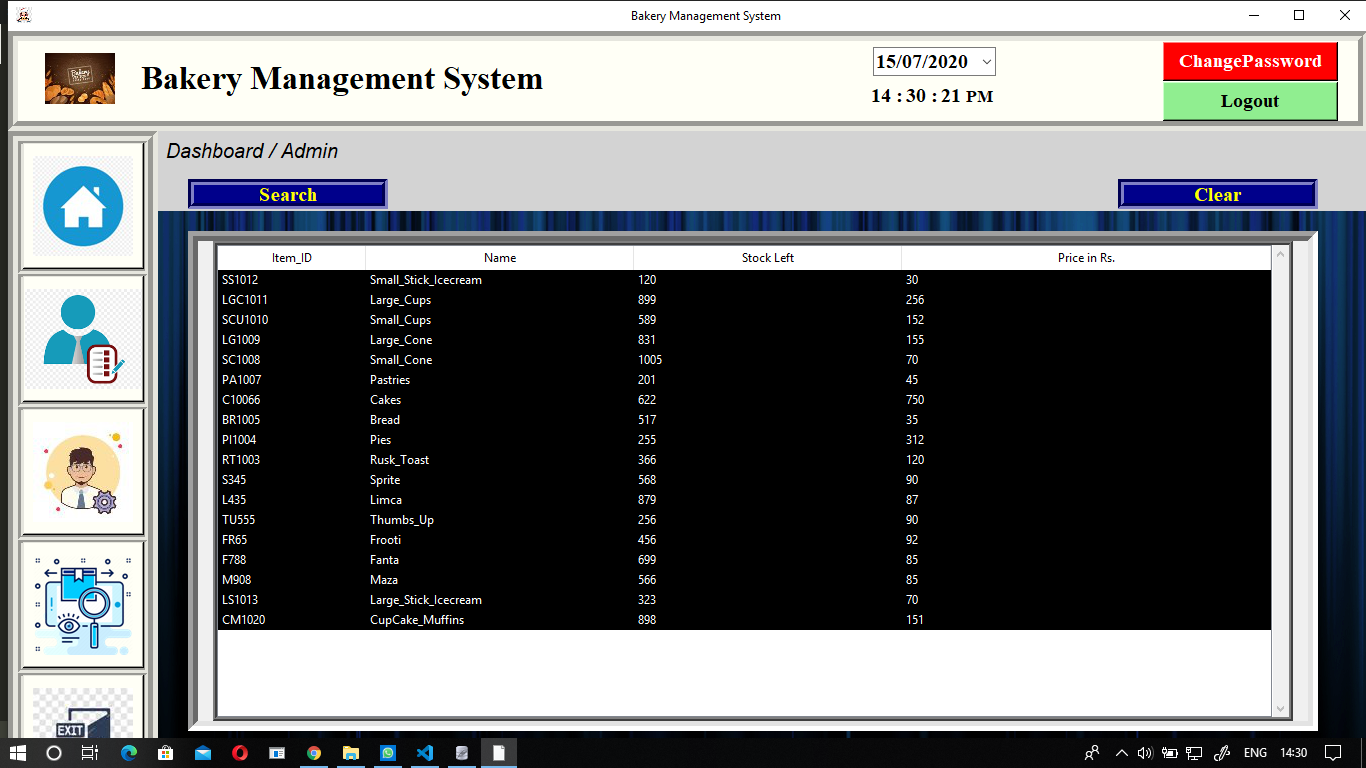 Bakery Management System
Bakery
Bakery Management System
15/07/2020
14 : 30 : 21 PM
ChangePassword
Logout
Dashboard / Admin
Search
Clear
Item_ID Name Stock Left Price in Rs.
SS1012 Small_Stick_Icecream 120 30
LGC1011 Large_Cups 899 256
SCU1010 Small_Cups 589 152
LG1009 Large_Cone 831 155
SC1008 Small_Cone 1005 70
PA1007 Pastries 201 45
C10066 Cakes 622 750
BR1005 Bread 517 35
PI1004 Pies 255 312
RT1003 Rusk_Toast 366 120
S345 Sprite 568 90
L435 Limca 879 87
TU555 Thumbs_Up 256 90
FR65 Frooti 456 92
F788 Fanta 699 85
M908 Maza 566 85
LS1013 Large_Stick_Icecream 323 70
CM1020 CupCake_Muffins 898 151
EXIT
ENG 14:30